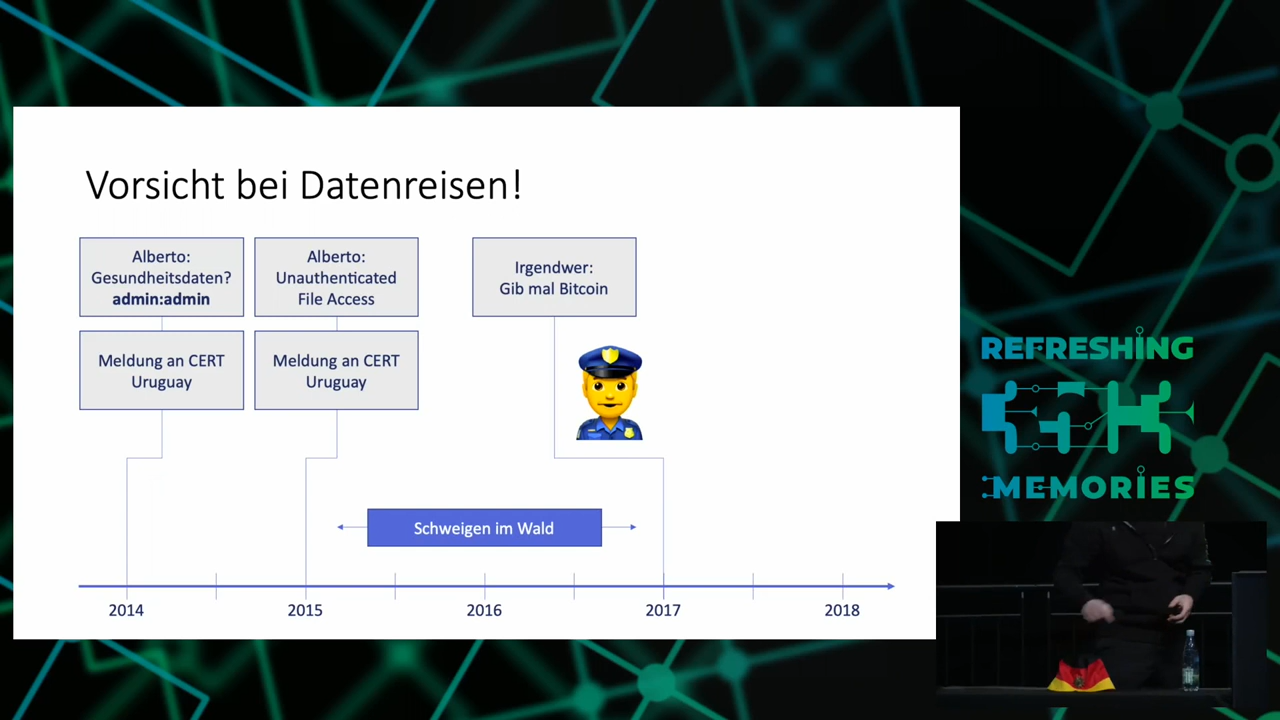 Vorsicht bei Datenreisen!
Alberto:
Gesundheitsdaten?
admin:admin
Alberto:
Unauthenticated
File Access
Irgendwer:
Gib mal Bitcoin
Meldung an CERT
Uruguay
Meldung an CERT
Uruguay
Schweigen im Wald
2014
2015
2016
2017
2018
REFRESHING
MEMORIES